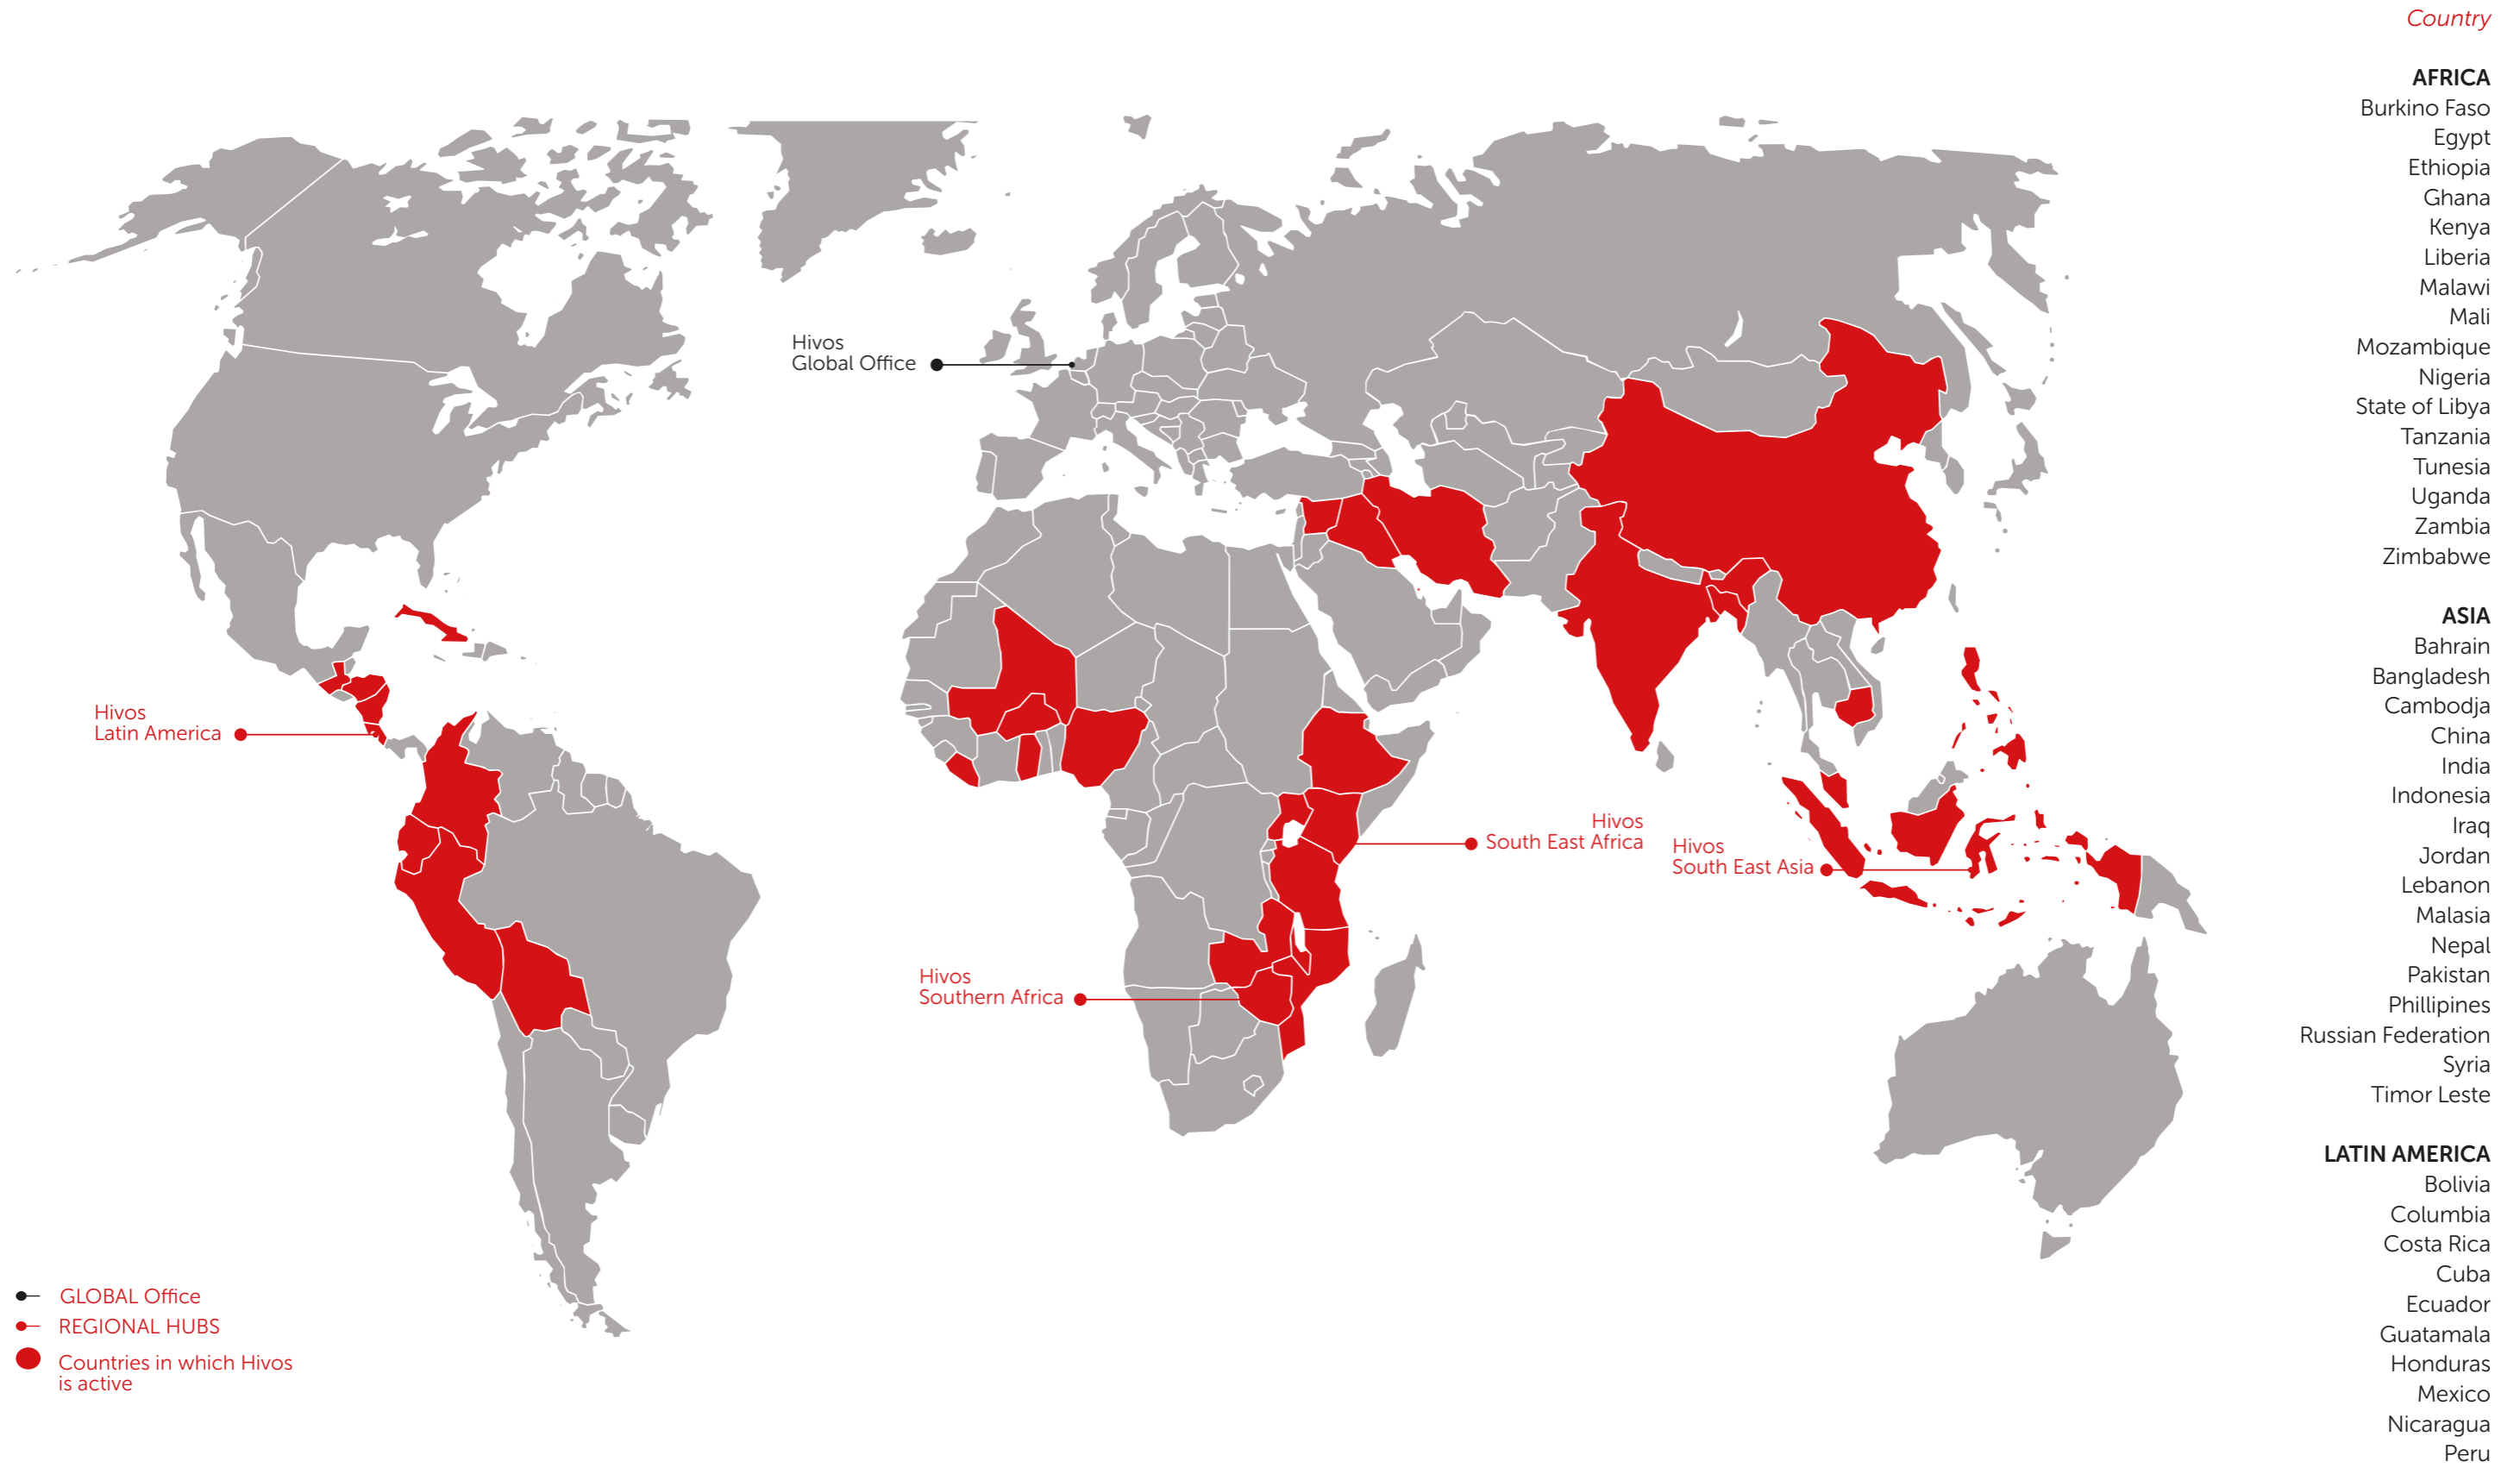 Hivos
Global Office
Hivos
Latin America
Hivos
South East Africa
Hivos
South East Asia
Hivos
Southern Africa
GLOBAL Office
REGIONAL HUBS
Countries in which Hivos
is active
Country
AFRICA
Burkino Faso
Egypt
Ethiopia
Ghana
Kenya
Liberia
Malawi
Mali
Mozambique
Nigeria
State of Libya
Tanzania
Tunesia
Uganda
Zambia
Zimbabwe
ASIA
Bahrain
Bangladesh
Cambodja
China
India
Indonesia
Iraq
Jordan
Lebanon
Malasia
Nepal
Pakistan
Phillipines
Russian Federation
Syria
Timor Leste
LATIN AMERICA
Bolivia
Columbia
Costa Rica
Cuba
Ecuador
Guatamala
Honduras
Mexico
Nicaragua
Peru